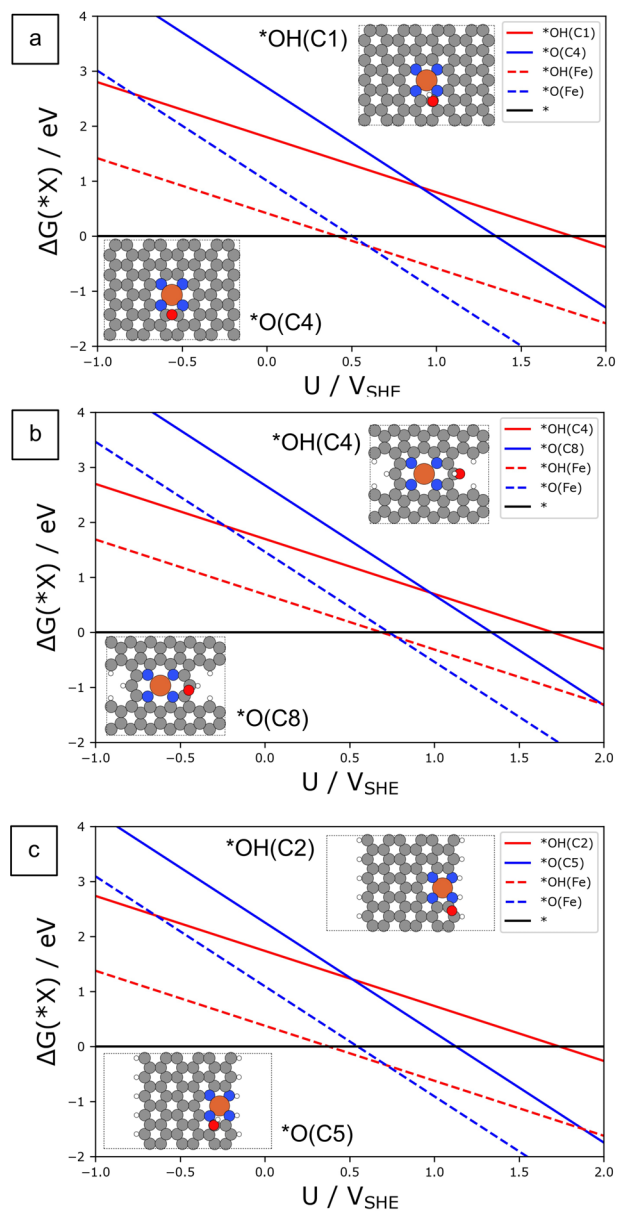 a
*OH(C1)
*OH(C1)
*O(C4)
*OH(Fe)
*O(Fe)
*
ΔG(*X) / eV
4
3
2
1
0
-1
-2
*O(C4)
-1.0 -0.5 0.0 0.5 1.0 1.5 2.0
U / V_SHE
b
*OH(C4)
*OH(C4)
*O(C8)
*OH(Fe)
*O(Fe)
*
ΔG(*X) / eV
4
3
2
1
0
-1
-2
*O(C8)
-1.0 -0.5 0.0 0.5 1.0 1.5 2.0
U / V_SHE
c
*OH(C2)
*OH(C2)
*O(C5)
*OH(Fe)
*O(Fe)
*
ΔG(*X) / eV
4
3
2
1
0
-1
-2
*O(C5)
-1.0 -0.5 0.0 0.5 1.0 1.5 2.0
U / V_SHE